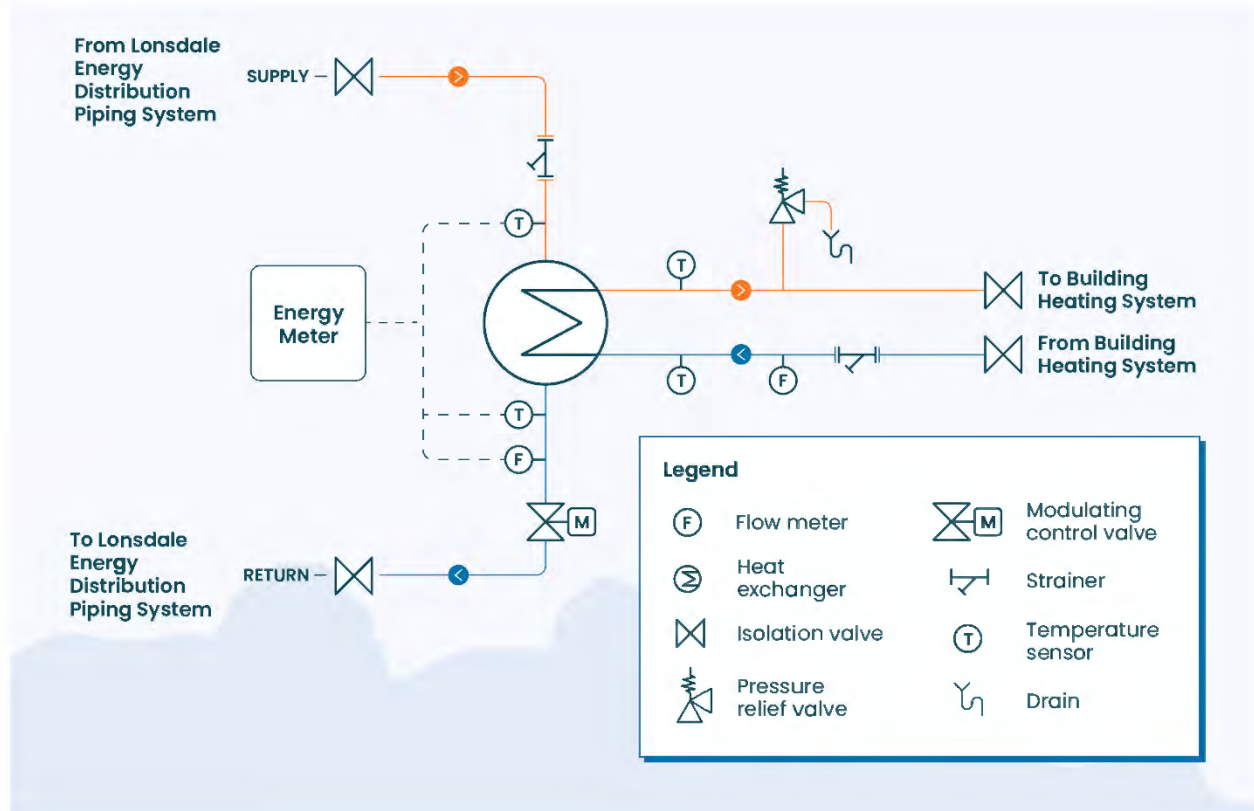 From Lonsdale
Energy
Distribution
Piping System
SUPPLY
T
T
To Building
Heating System
Energy
Meter
From Building
Heating System
T
F
T
F
M
To Lonsdale
Energy
Distribution
Piping System
RETURN
Legend
F Flow meter
Heat
exchanger
Isolation valve
Pressure
relief valve
M Modulating
control valve
Strainer
T Temperature
sensor
Drain